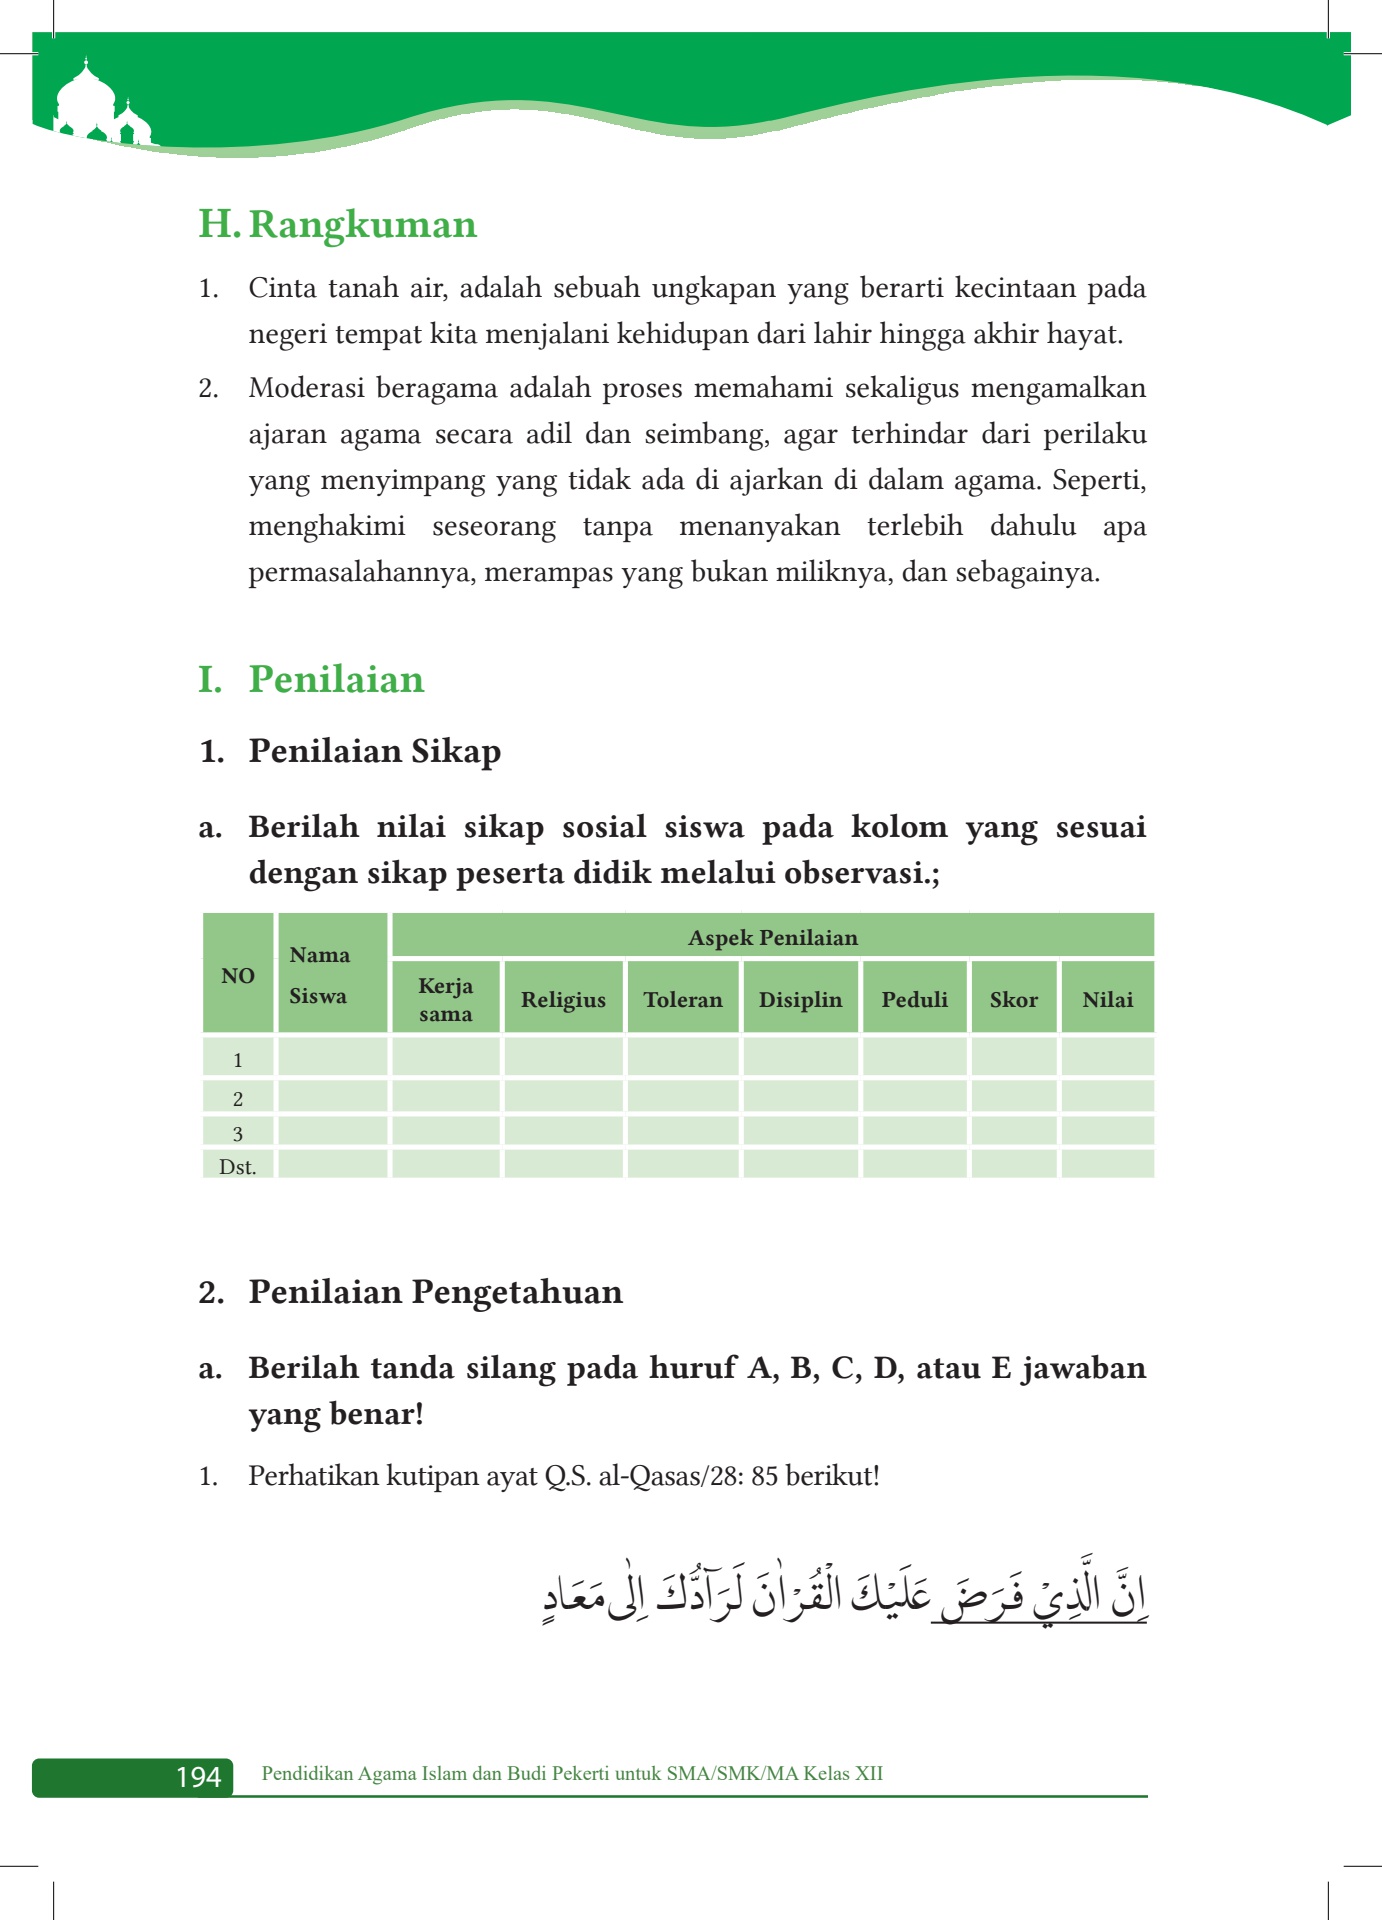 H. Rangkuman
1. Cinta tanah air, adalah sebuah ungkapan yang berarti kecintaan pada
negeri tempat kita menjalani kehidupan dari lahir hingga akhir hayat.
2. Moderasi beragama adalah proses memahami sekaligus mengamalkan
ajaran agama secara adil dan seimbang, agar terhindar dari perilaku
yang menyimpang yang tidak ada di ajarkan di dalam agama. Seperti,
menghakimi seseorang tanpa menanyakan terlebih dahulu apa
permasalahannya, merampas yang bukan miliknya, dan sebagainya.
I. Penilaian
1. Penilaian Sikap
a. Berilah nilai sikap sosial siswa pada kolom yang sesuai
dengan sikap peserta didik melalui observasi.;
NO Nama Siswa Aspek Penilaian
Kerja sama Religius Toleran Disiplin Peduli Skor Nilai
1
2
3
Dst.
2. Penilaian Pengetahuan
a. Berilah tanda silang pada huruf A, B, C, D, atau E jawaban
yang benar!
1. Perhatikan kutipan ayat Q.S. al-Qasas/28: 85 berikut!
اِنَّ الَّذِيْ فَرَضَ عَلَيْكَ الْقُرْاٰنَ لَرَاۤدُّكَ اِلٰى مَعَادٍ
194 Pendidikan Agama Islam dan Budi Pekerti untuk SMA/SMK/MA Kelas XII